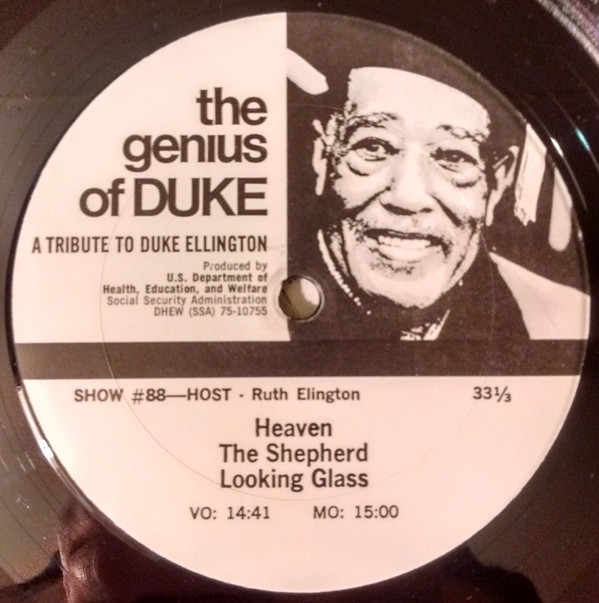 the
genius
of DUKE
A TRIBUTE TO DUKE ELLINGTON
Produced by
U.S. Department of
Health, Education, and Welfare
Social Security Administration
DHEW (SSA) 75-10755
SHOW #88—HOST - Ruth Elington
33⅓
Heaven
The Shepherd
Looking Glass
VO: 14:41 MO: 15:00